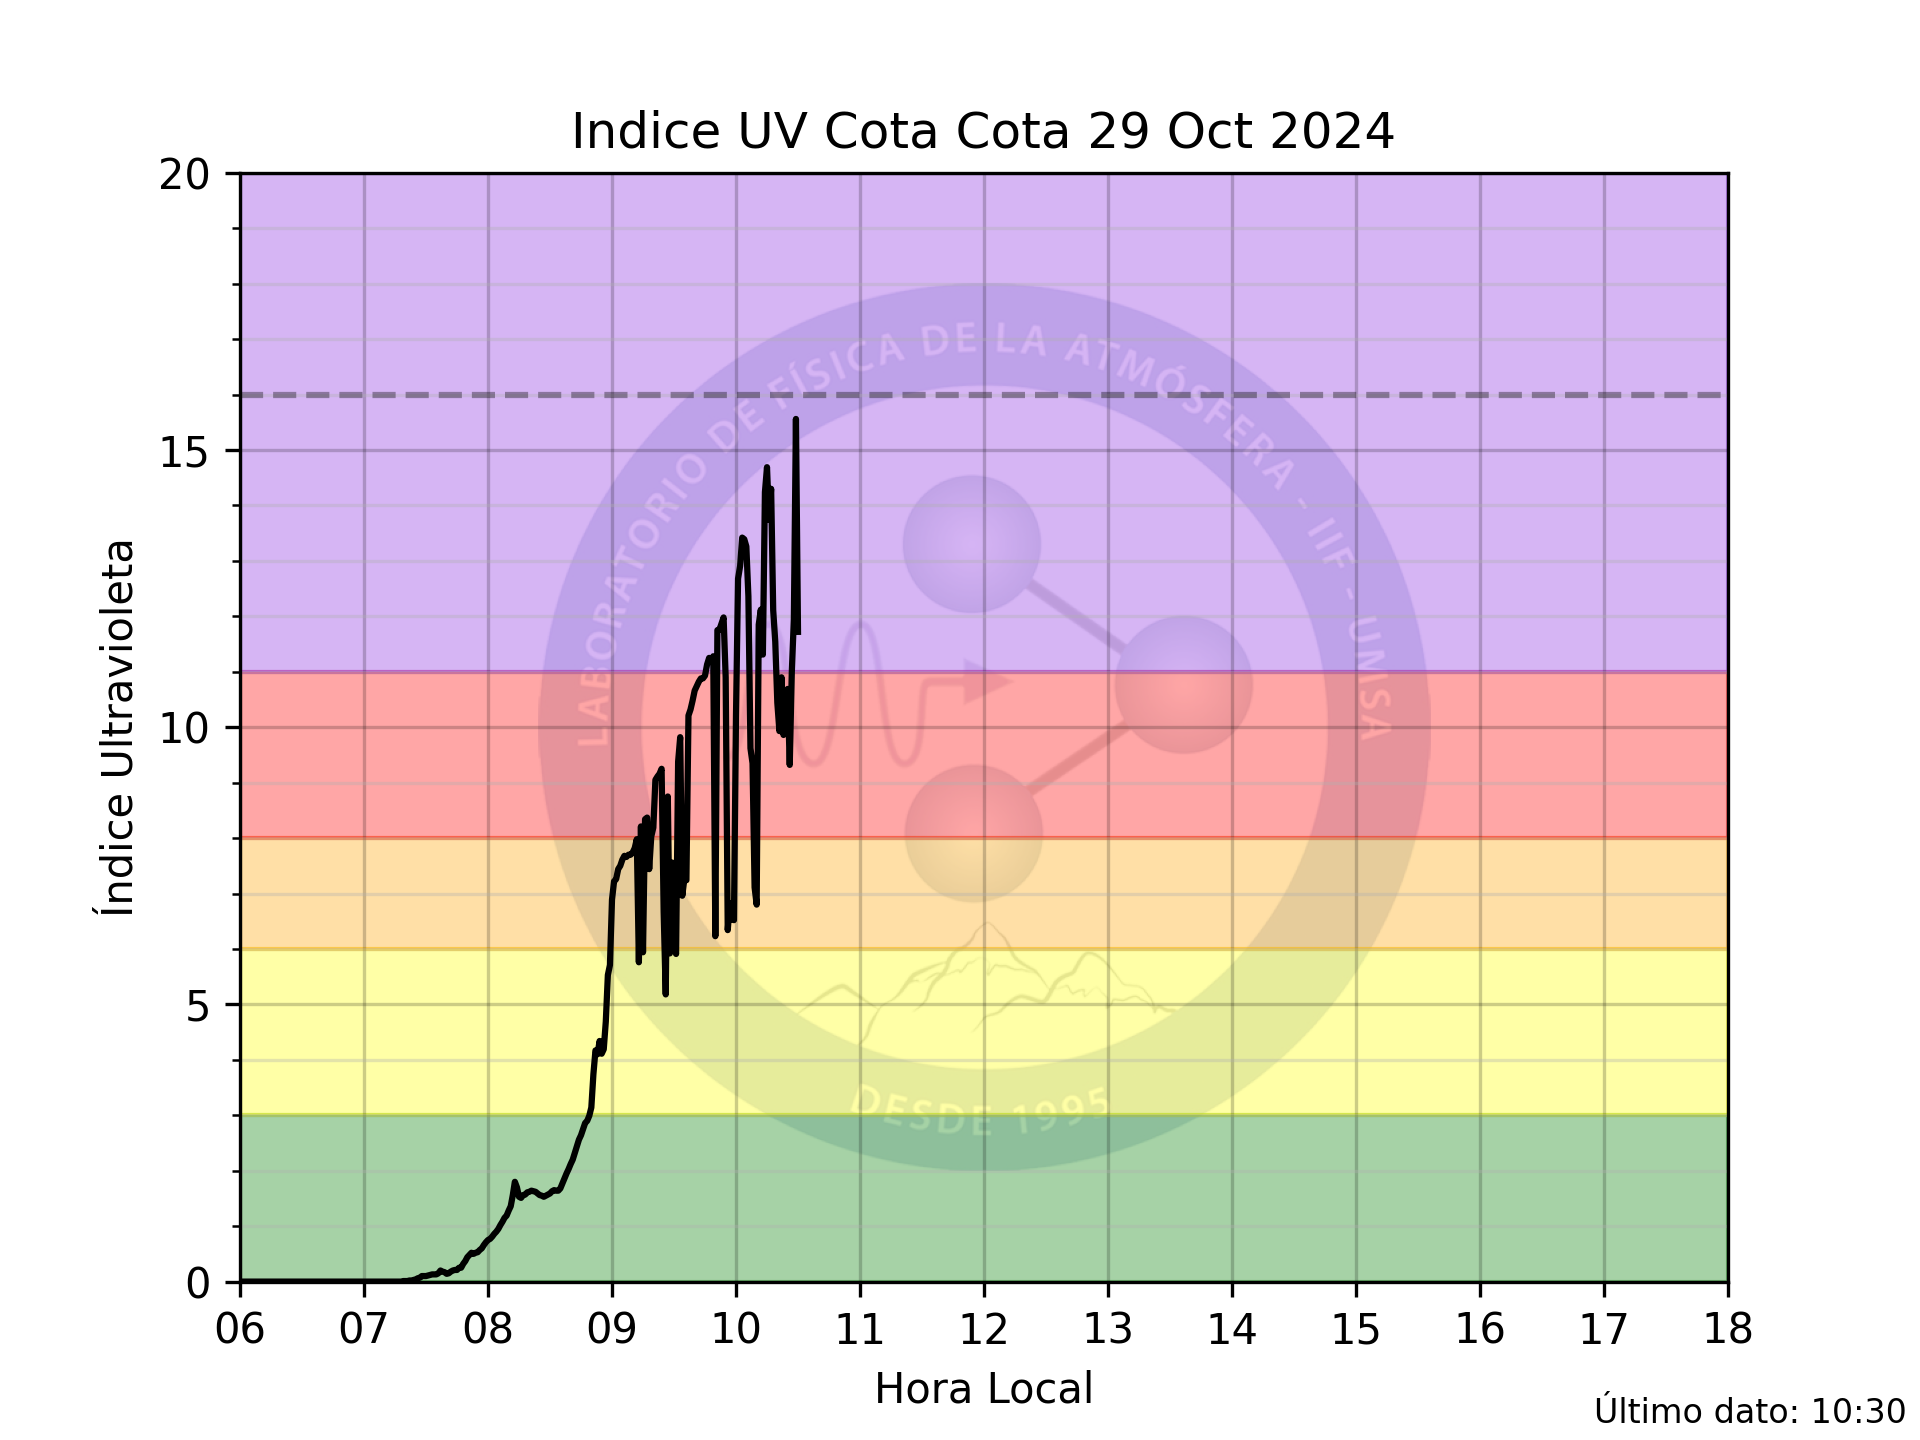 Indice UV Cota Cota 29 Oct 2024
20
15
10
5
0
Índice Ultravioleta
LABORATORIO DE FÍSICA DE LA ATMÓSFERA - IIF - UMSA
DESDE 1995
06 07 08 09 10 11 12 13 14 15 16 17 18
Hora Local
Último dato: 10:30